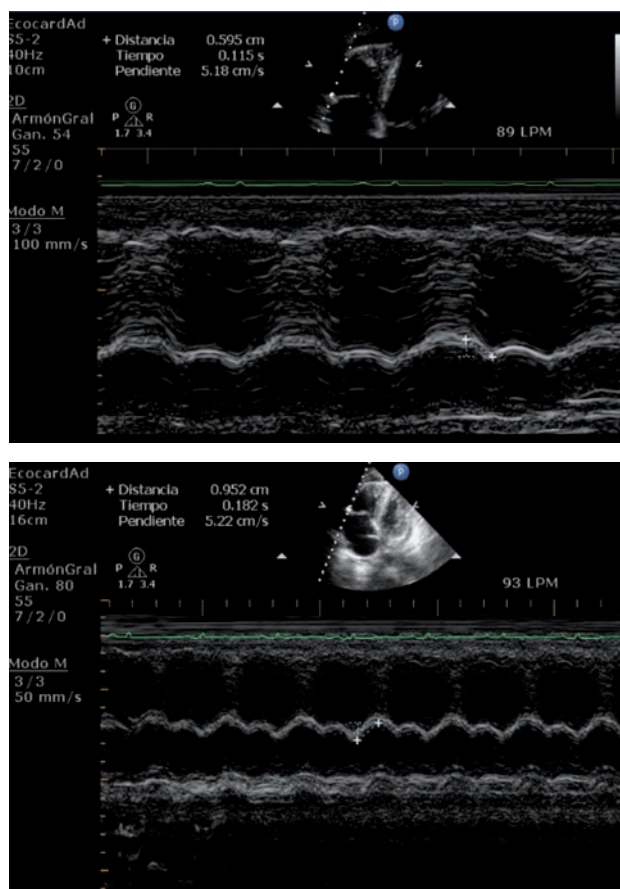 EcocardAd
S5-2
40Hz
10cm
2D
ArmónGral
Gan. 54
55
7/2/0
Modo M
3/3
100 mm/s
+ Distancia 0.595 cm
Tiempo 0.115 s
Pendiente 5.18 cm/s
P
G
P R
1.7 3.4
89 LPM
EcocardAd
S5-2
40Hz
16cm
2D
ArmónGral
Gan. 80
55
7/2/0
Modo M
3/3
50 mm/s
+ Distancia 0.952 cm
Tiempo 0.182 s
Pendiente 5.22 cm/s
P
G
P R
1.7 3.4
93 LPM